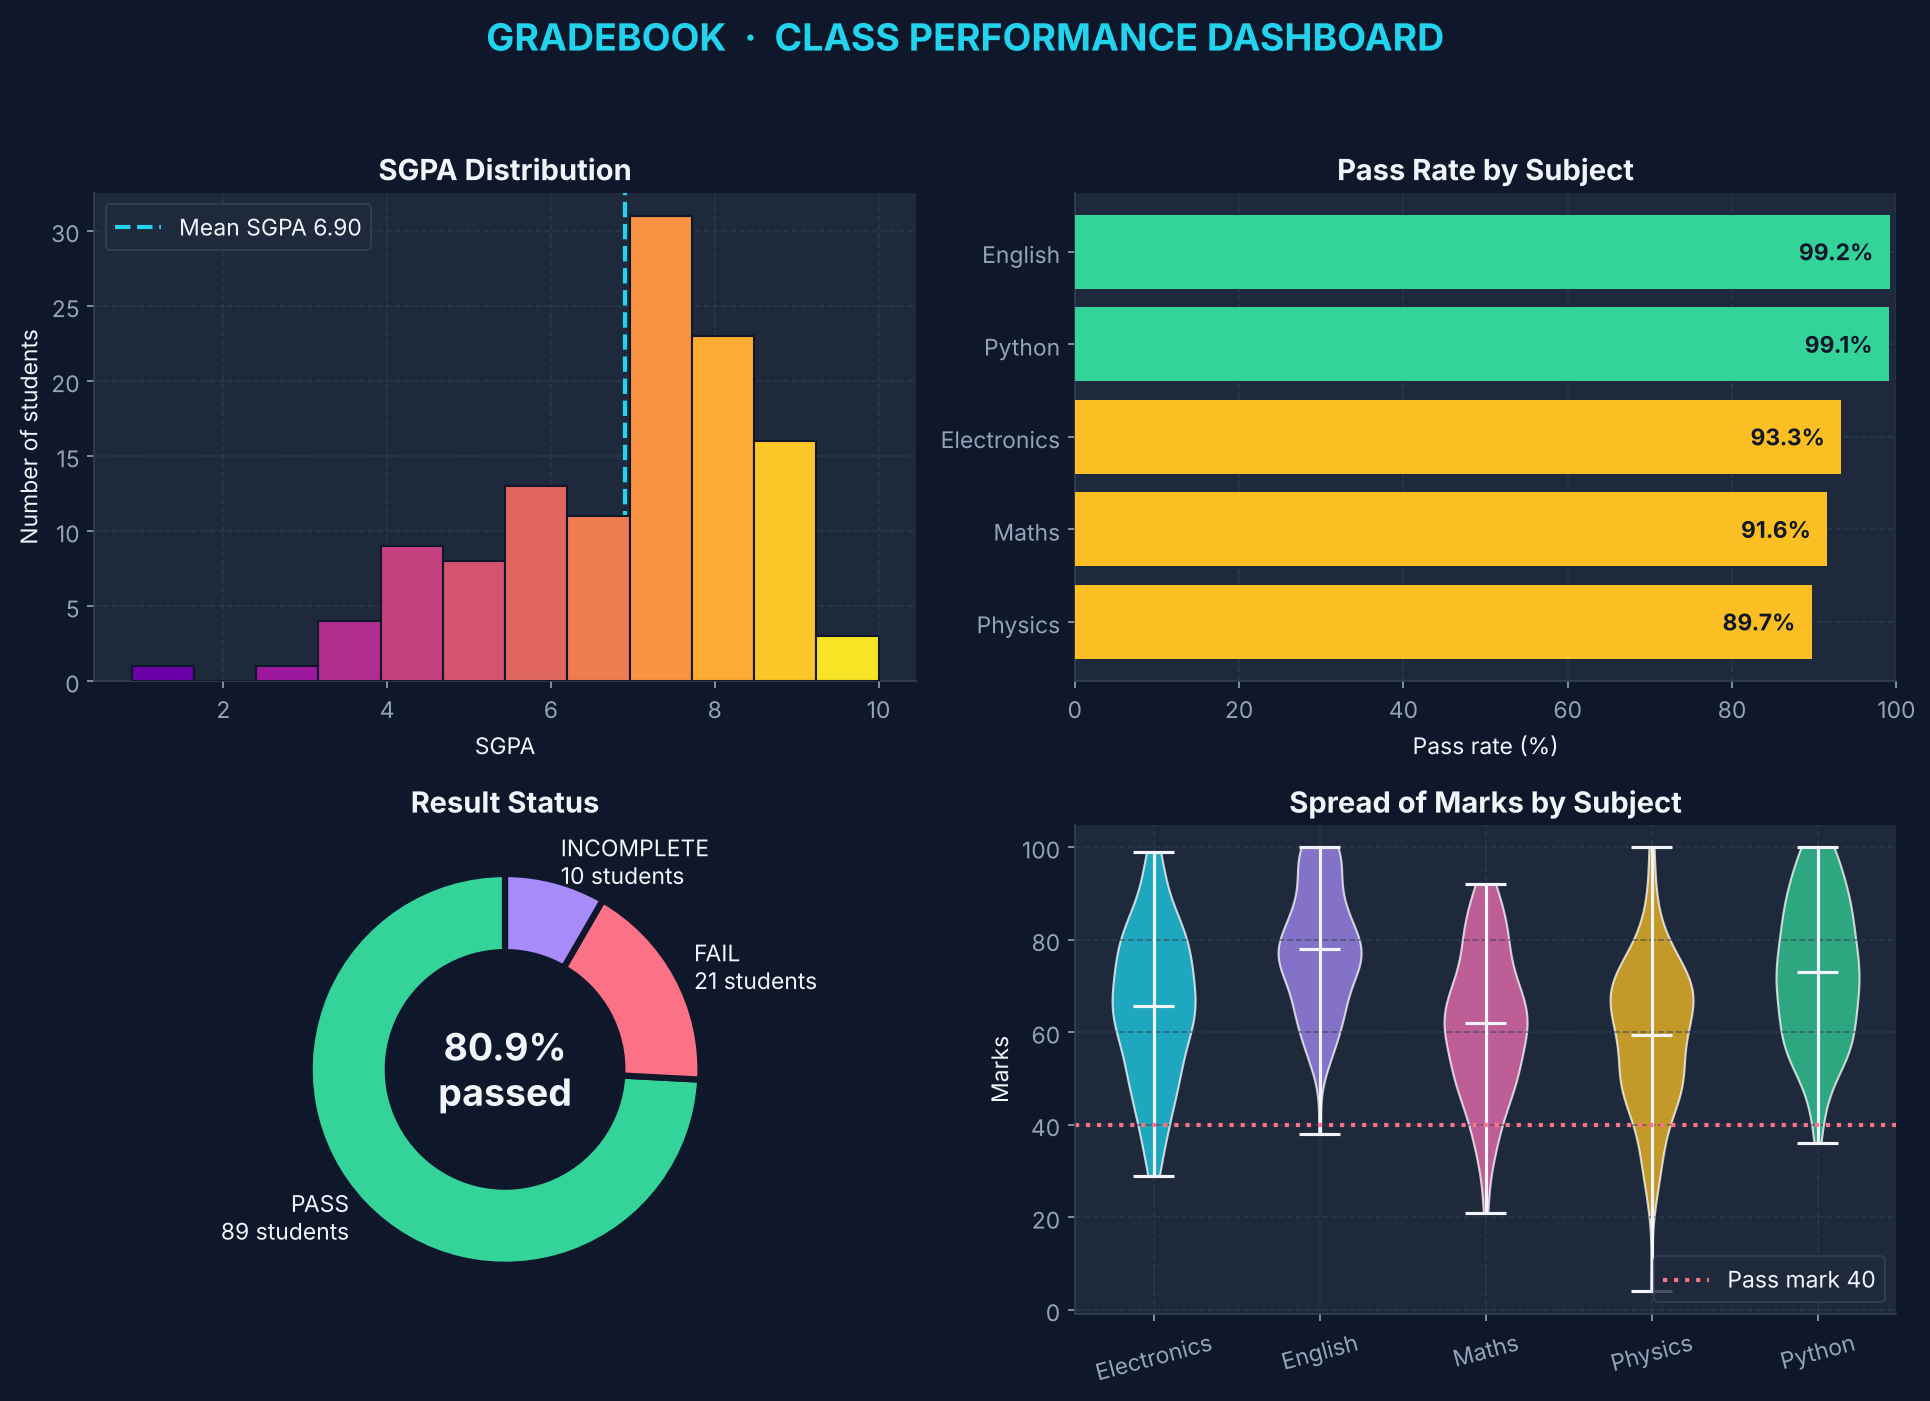 GRADEBOOK · CLASS PERFORMANCE DASHBOARD
SGPA Distribution
Mean SGPA 6.90
Number of students
30
25
20
15
10
5
0
2 4 6 8 10
SGPA
Pass Rate by Subject
English
99.2%
Python
99.1%
Electronics
93.3%
Maths
91.6%
Physics
89.7%
0 20 40 60 80 100
Pass rate (%)
Result Status
INCOMPLETE
10 students
FAIL
21 students
80.9%
passed
PASS
89 students
Spread of Marks by Subject
Marks
100
80
60
40
20
0
Pass mark 40
Electronics English Maths Physics Python